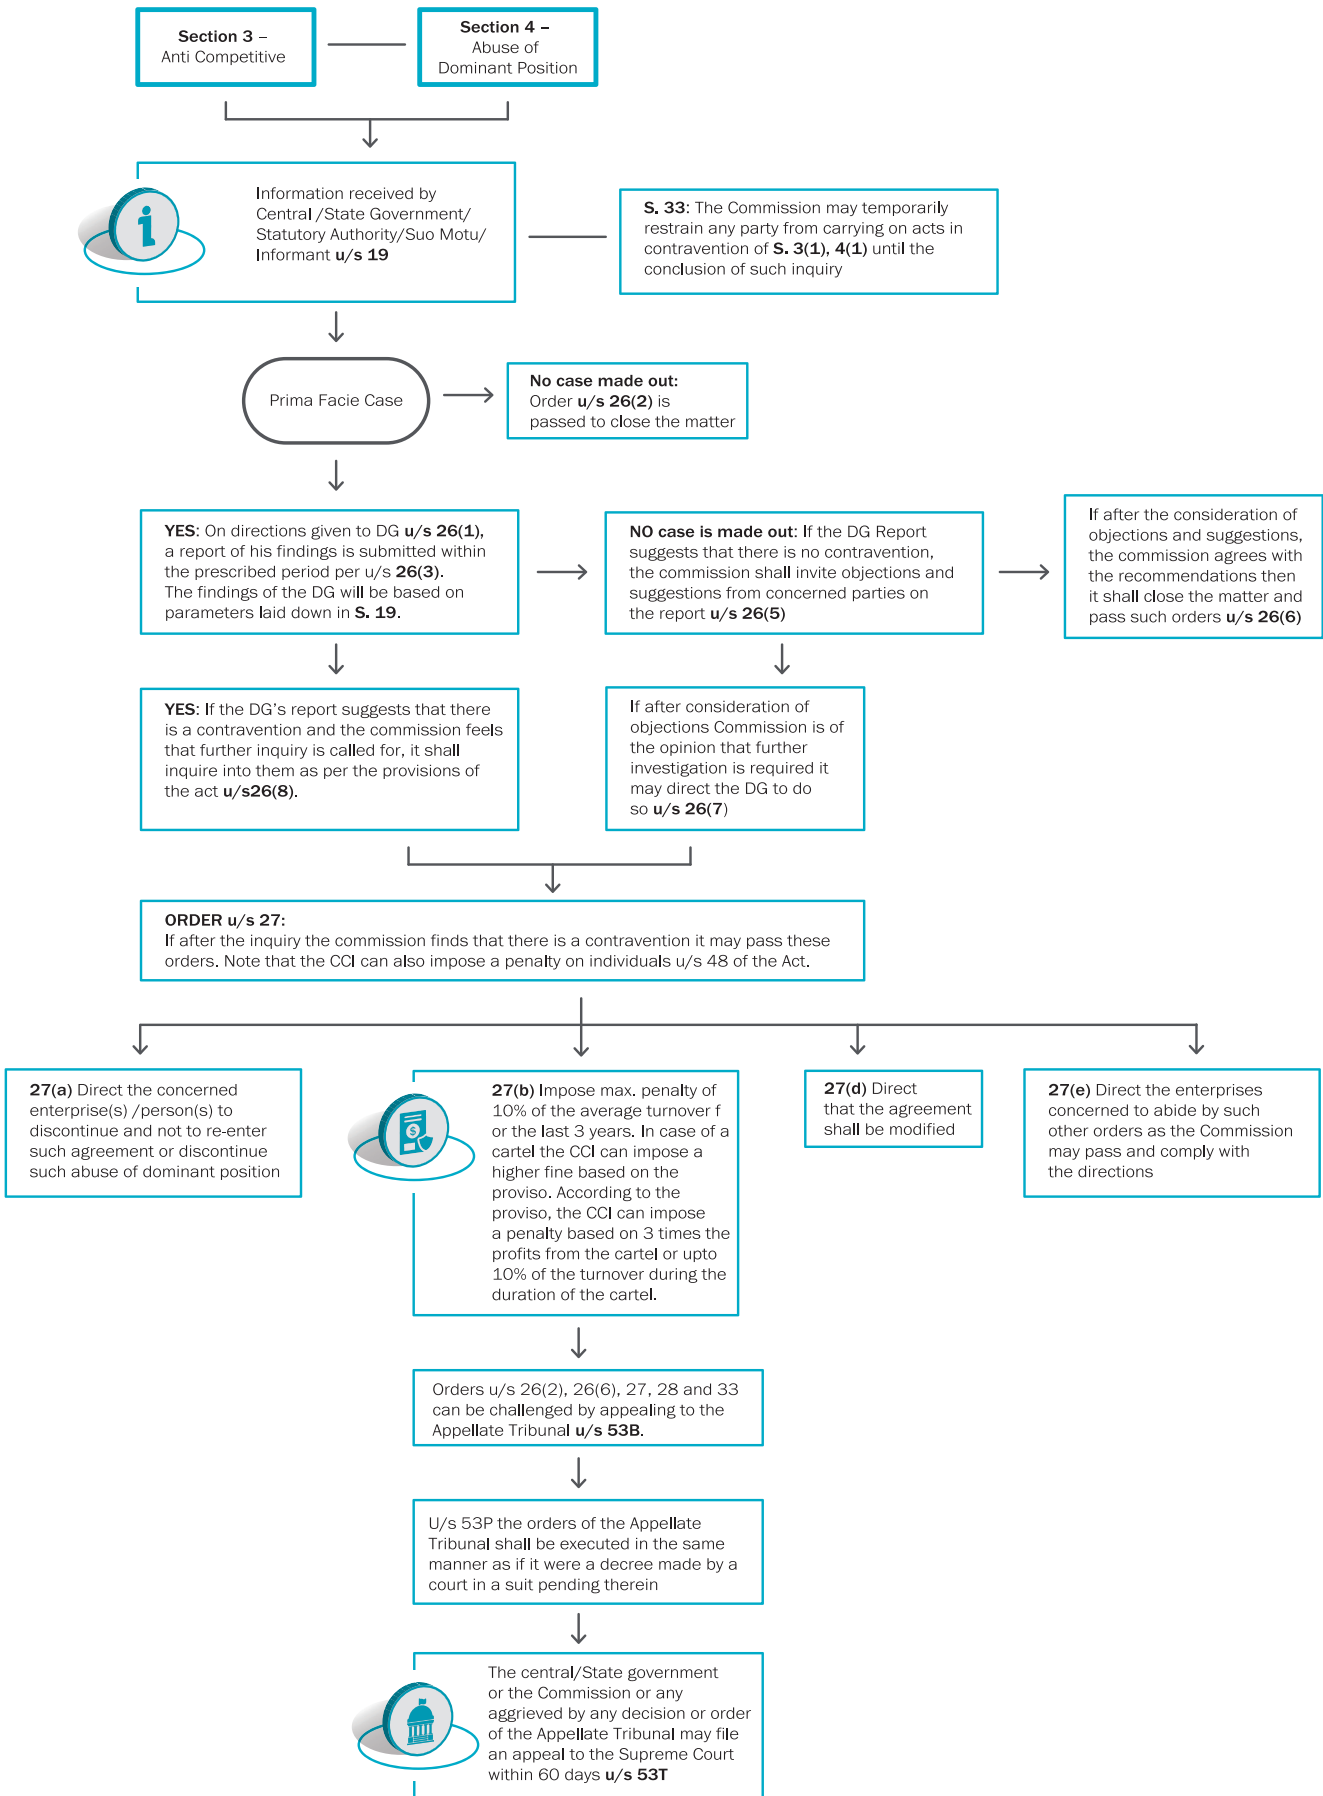 Section 3 –
Anti Competitive
Section 4 –
Abuse of
Dominant Position
Information received by
Central /State Government/
Statutory Authority/Suo Motu/
Informant u/s 19
S. 33: The Commission may temporarily
restrain any party from carrying on acts in
contravention of S. 3(1), 4(1) until the
conclusion of such inquiry
Prima Facie Case
No case made out:
Order u/s 26(2) is
passed to close the matter
YES: On directions given to DG u/s 26(1),
a report of his findings is submitted within
the prescribed period per u/s 26(3).
The findings of the DG will be based on
parameters laid down in S. 19.
NO case is made out: If the DG Report
suggests that there is no contravention,
the commission shall invite objections and
suggestions from concerned parties on
the report u/s 26(5)
If after the consideration of
objections and suggestions,
the commission agrees with
the recommendations then
it shall close the matter and
pass such orders u/s 26(6)
YES: If the DG's report suggests that there
is a contravention and the commission feels
that further inquiry is called for, it shall
inquire into them as per the provisions of
the act u/s26(8).
If after consideration of
objections Commission is of
the opinion that further
investigation is required it
may direct the DG to do
so u/s 26(7)
ORDER u/s 27:
If after the inquiry the commission finds that there is a contravention it may pass these
orders. Note that the CCI can also impose a penalty on individuals u/s 48 of the Act.
27(a) Direct the concerned
enterprise(s) /person(s) to
discontinue and not to re-enter
such agreement or discontinue
such abuse of dominant position
27(b) Impose max. penalty of
10% of the average turnover f
or the last 3 years. In case of a
cartel the CCI can impose a
higher fine based on the
proviso. According to the
proviso, the CCI can impose
a penalty based on 3 times the
profits from the cartel or upto
10% of the turnover during the
duration of the cartel.
27(d) Direct
that the agreement
shall be modified
27(e) Direct the enterprises
concerned to abide by such
other orders as the Commission
may pass and comply with
the directions
Orders u/s 26(2), 26(6), 27, 28 and 33
can be challenged by appealing to the
Appellate Tribunal u/s 53B.
U/s 53P the orders of the Appellate
Tribunal shall be executed in the same
manner as if it were a decree made by a
court in a suit pending therein
The central/State government
or the Commission or any
aggrieved by any decision or order
of the Appellate Tribunal may file
an appeal to the Supreme Court
within 60 days u/s 53T